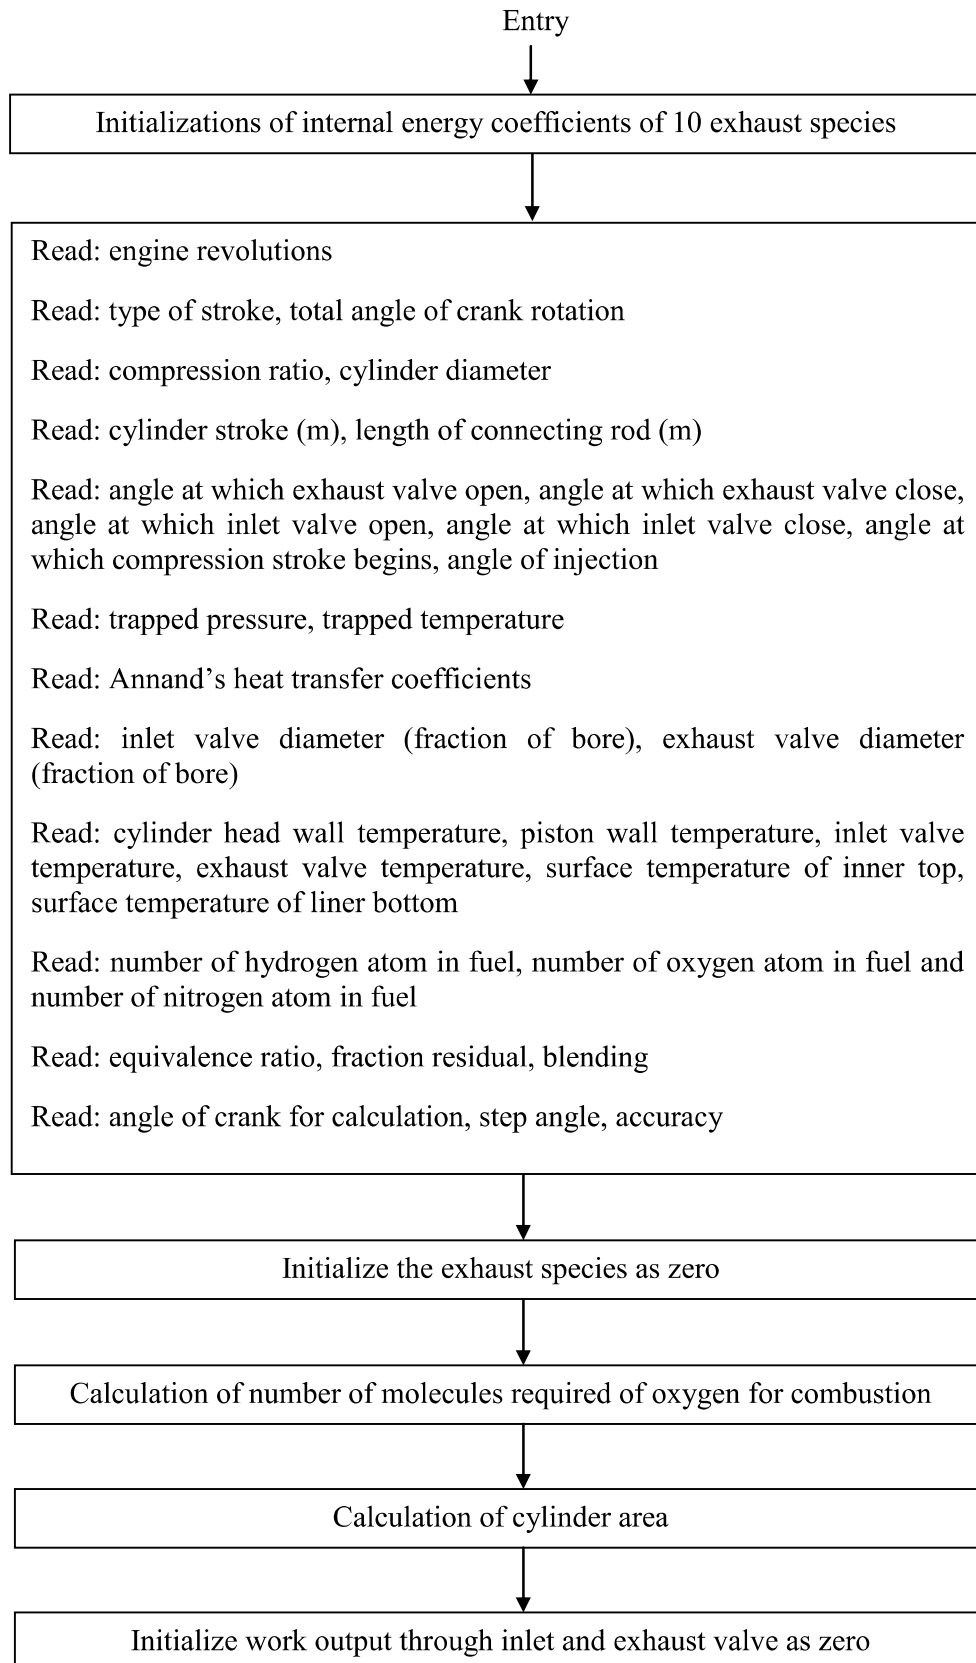 Entry
Initializations of internal energy coefficients of 10 exhaust species
Read: engine revolutions
Read: type of stroke, total angle of crank rotation
Read: compression ratio, cylinder diameter
Read: cylinder stroke (m), length of connecting rod (m)
Read: angle at which exhaust valve open, angle at which exhaust valve close,
angle at which inlet valve open, angle at which inlet valve close, angle at
which compression stroke begins, angle of injection
Read: trapped pressure, trapped temperature
Read: Annand’s heat transfer coefficients
Read: inlet valve diameter (fraction of bore), exhaust valve diameter
(fraction of bore)
Read: cylinder head wall temperature, piston wall temperature, inlet valve
temperature, exhaust valve temperature, surface temperature of inner top,
surface temperature of liner bottom
Read: number of hydrogen atom in fuel, number of oxygen atom in fuel and
number of nitrogen atom in fuel
Read: equivalence ratio, fraction residual, blending
Read: angle of crank for calculation, step angle, accuracy
Initialize the exhaust species as zero
Calculation of number of molecules required of oxygen for combustion
Calculation of cylinder area
Initialize work output through inlet and exhaust valve as zero